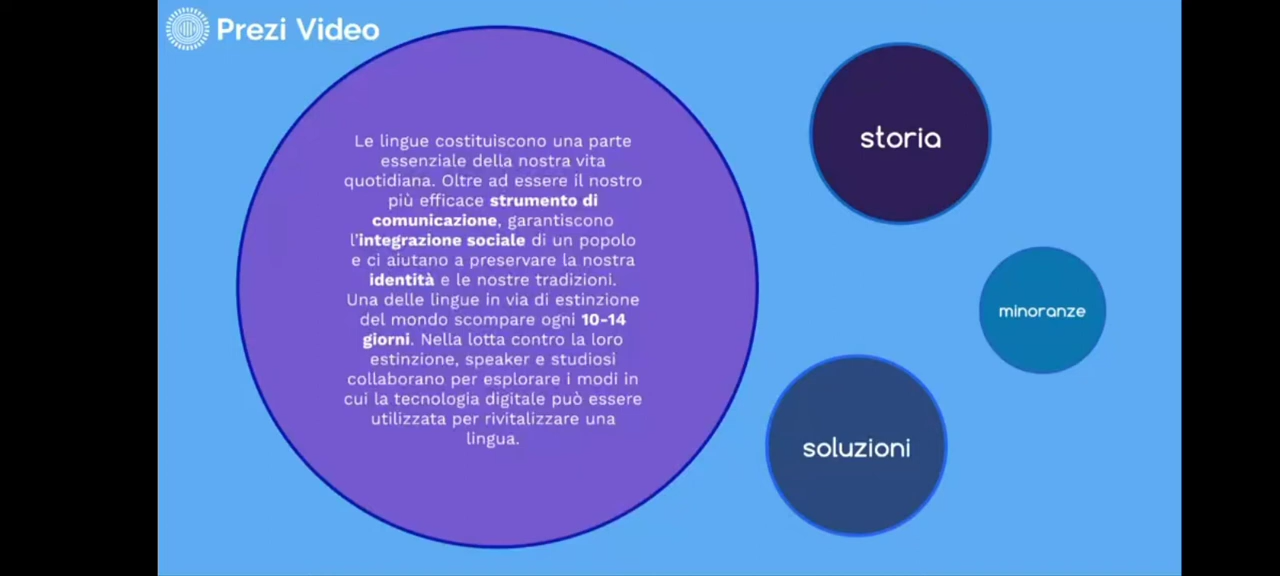 Prezi Video
Le lingue costituiscono una parte
essenziale della nostra vita
quotidiana. Oltre ad essere il nostro
più efficace strumento di
comunicazione, garantiscono
l'integrazione sociale di un popolo
e ci aiutano a preservare la nostra
identità e le nostre tradizioni.
Una delle lingue in via di estinzione
del mondo scompare ogni 10-14
giorni. Nella lotta contro la loro
estinzione, speaker e studiosi
collaborano per esplorare i modi in
cui la tecnologia digitale può essere
utilizzata per rivitalizzare una
lingua.
storia
minoranze
soluzioni